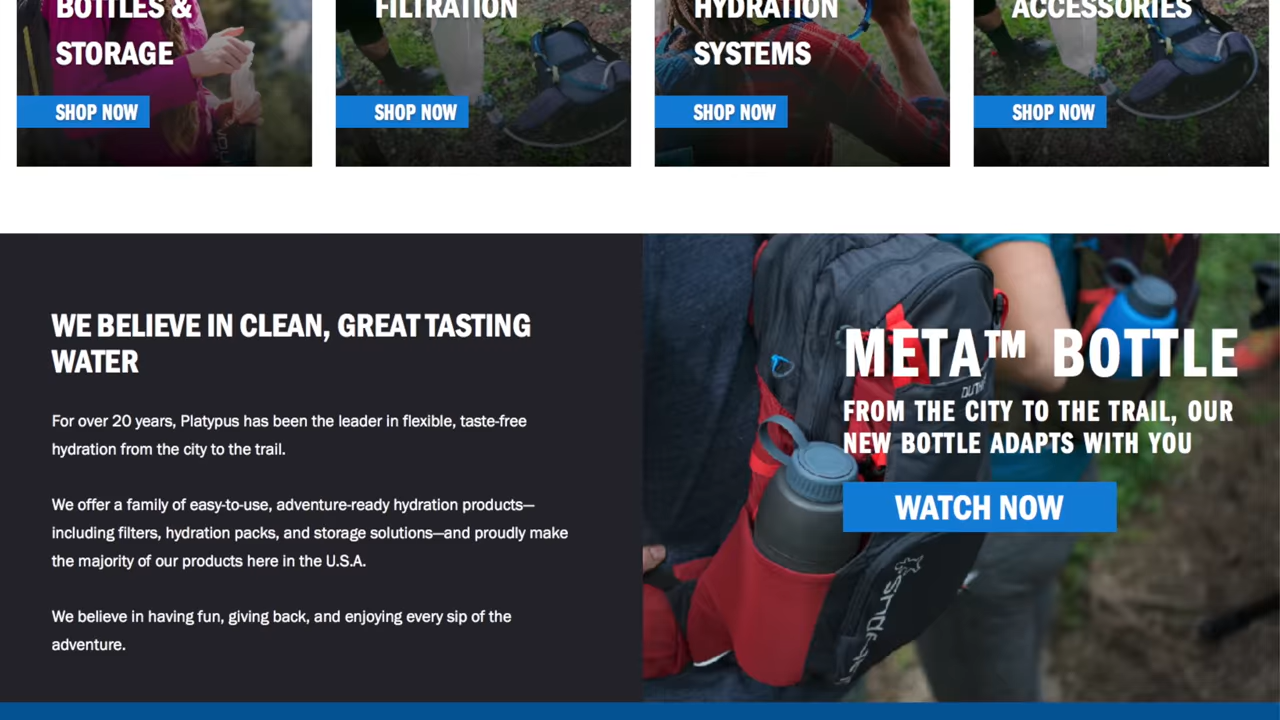 BOTTLES &
STORAGE
SHOP NOW
FILTRATION
SHOP NOW
HYDRATION
SYSTEMS
SHOP NOW
ACCESSORIES
SHOP NOW
WE BELIEVE IN CLEAN, GREAT TASTING
WATER
For over 20 years, Platypus has been the leader in flexible, taste-free
hydration from the city to the trail.
We offer a family of easy-to-use, adventure-ready hydration products—
including filters, hydration packs, and storage solutions—and proudly make
the majority of our products here in the U.S.A.
We believe in having fun, giving back, and enjoying every sip of the
adventure.
META™ BOTTLE
FROM THE CITY TO THE TRAIL, OUR
NEW BOTTLE ADAPTS WITH YOU
WATCH NOW